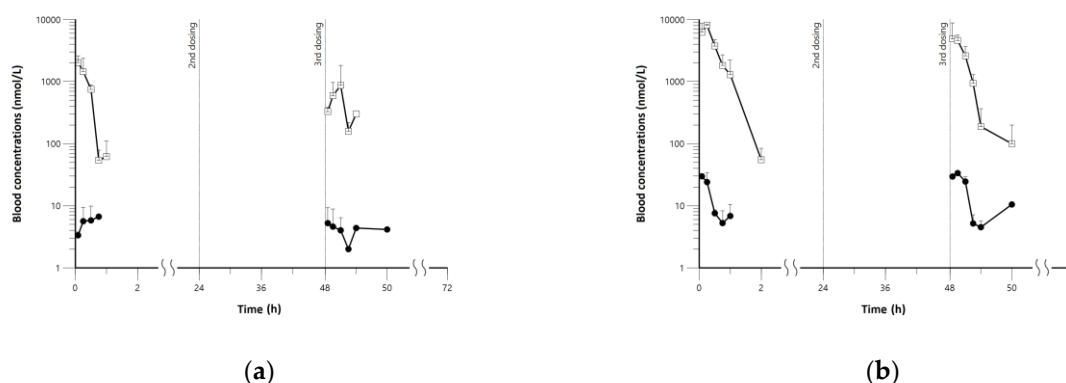 10000
1000
100
10
1
Blood concentrations (nmol/L)
2nd dosing
3rd dosing
0
2
24
36
48
50
72
Time (h)
(a)
10000
1000
100
10
1
Blood concentrations (nmol/L)
2nd dosing
3rd dosing
0
2
24
36
48
50
Time (h)
(b)